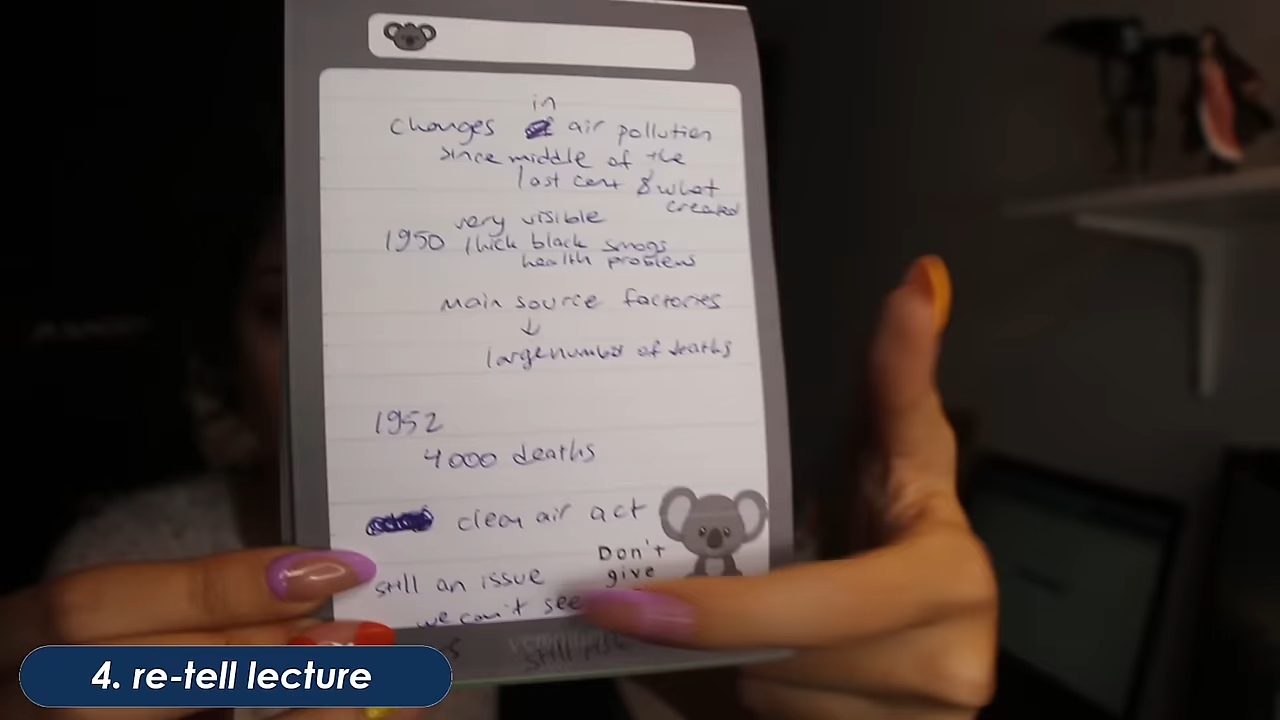 in
changes air pollution
since middle of the
last cent & what
created
very visible
1950 thick black smogs
health problems
main source factories
↓
large number of deaths
1952
4000 deaths
clean air act
Don't
give
still an issue
we can't see
still
4. re-tell lecture